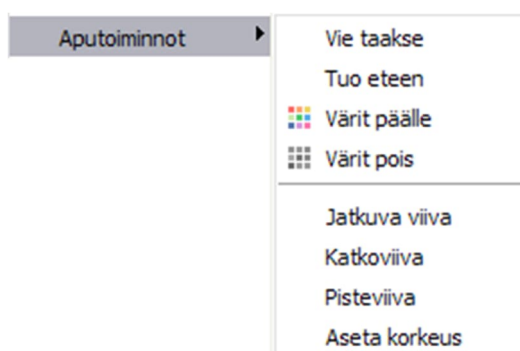 Aputoiminnot
Vie taakse
Tuo eteen
Värit päälle
Värit pois
Jatkuva viiva
Katkoviiva
Pisteviiva
Aseta korkeus